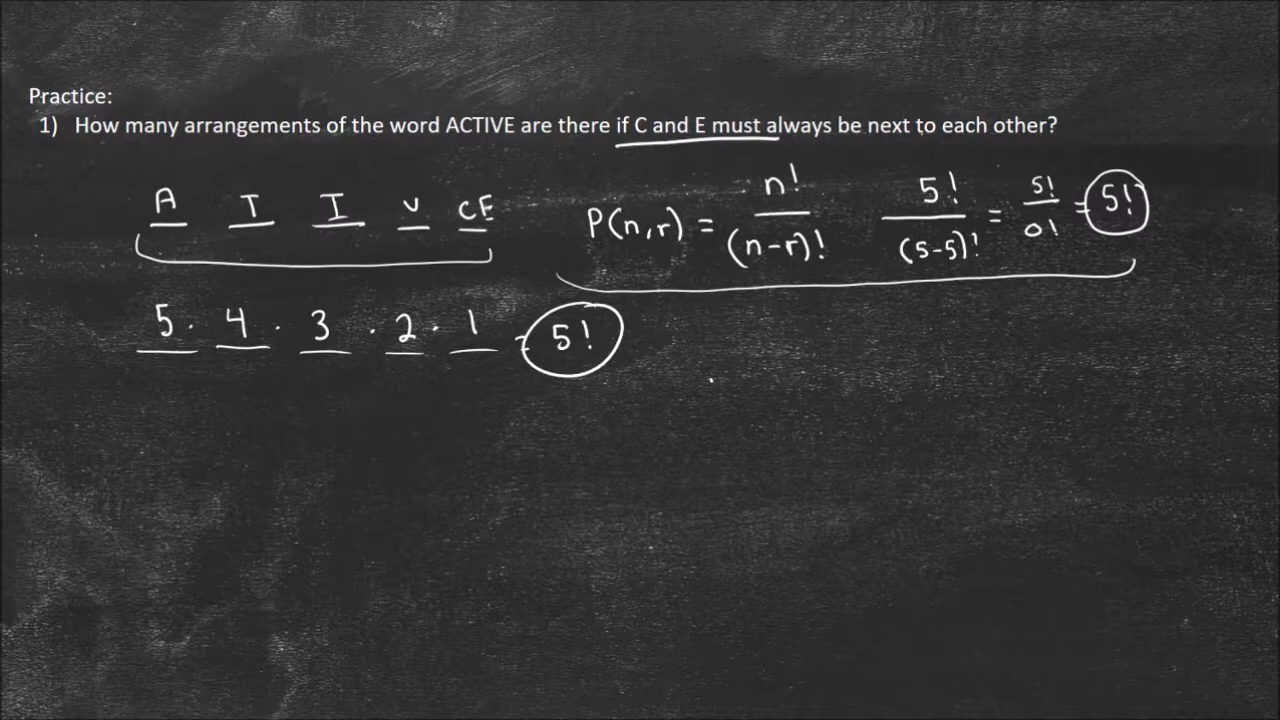 Practice:
1) How many arrangements of the word ACTIVE are there if C and E must always be next to each other?
A T I V CE
P(n,r) = n! / (n-r)! 5! / (5-5)! = 5! / 0! = 5!
5 · 4 · 3 · 2 · 1 = 5!